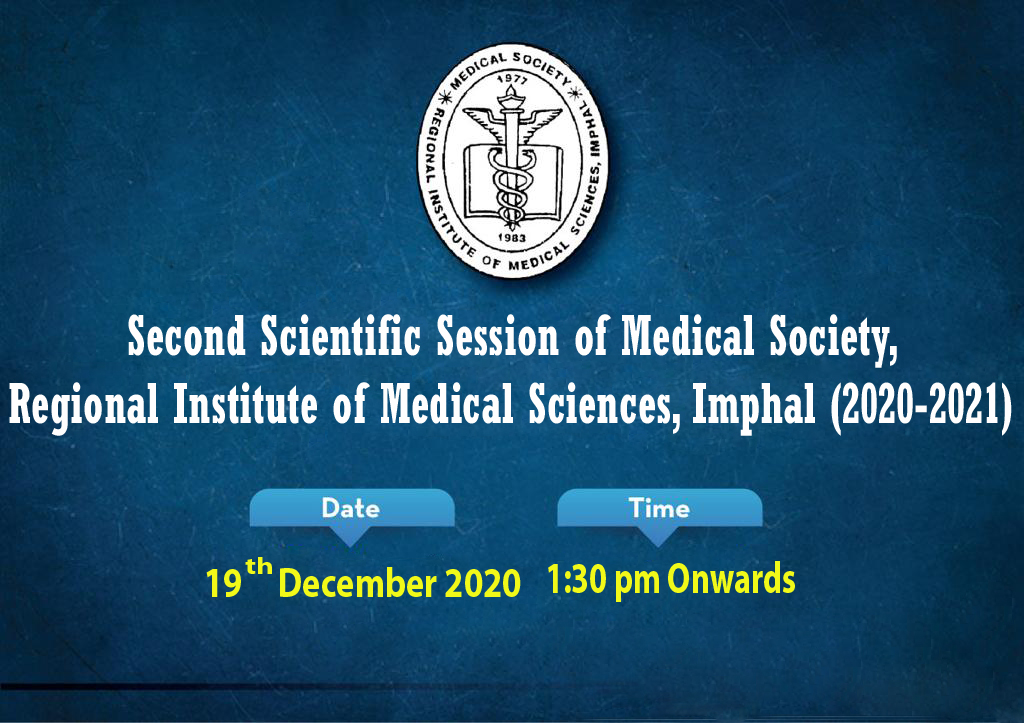 MEDICAL SOCIETY
REGIONAL INSTITUTE OF MEDICAL SCIENCES, IMPHAL
1977
1983
Second Scientific Session of Medical Society,
Regional Institute of Medical Sciences, Imphal (2020-2021)
Date
Time
19th December 2020
1:30 pm Onwards